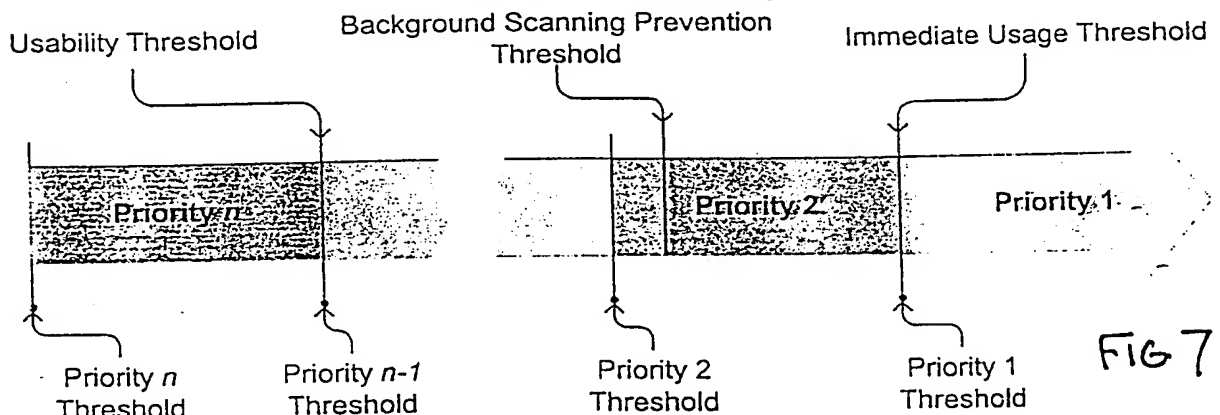 Usability Threshold
Background Scanning Prevention
Threshold
Immediate Usage Threshold
Priority n
Priority 2
Priority 1
Priority n
Threshold
Priority n-1
Threshold
Priority 2
Threshold
Priority 1
Threshold
FIG 7